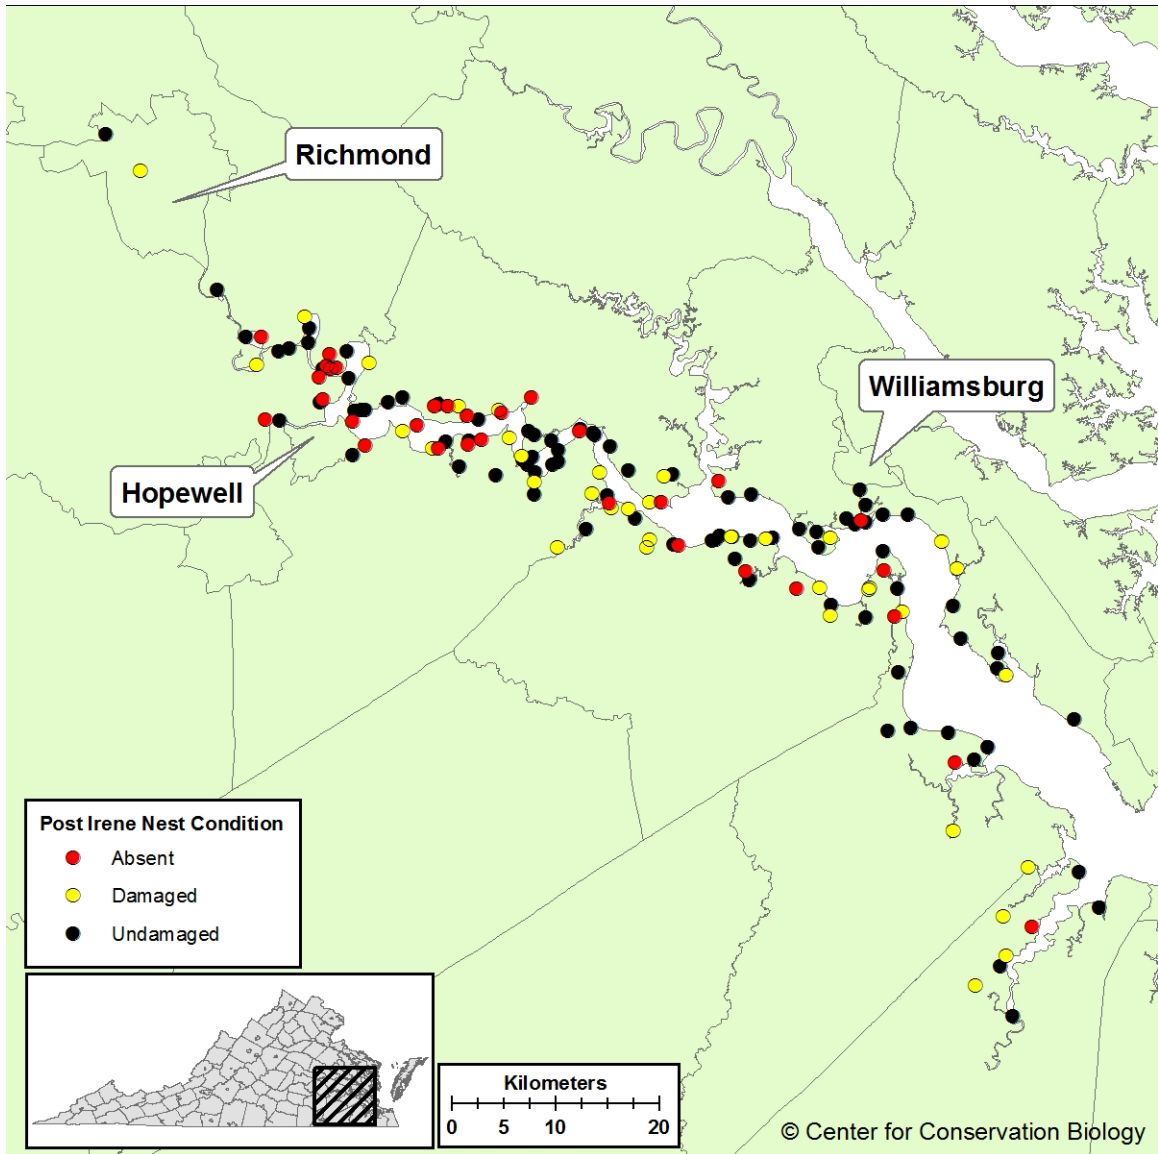 Richmond
Williamsburg
Hopewell
Post Irene Nest Condition
Absent
Damaged
Undamaged
Kilometers
0 5 10 20
© Center for Conservation Biology